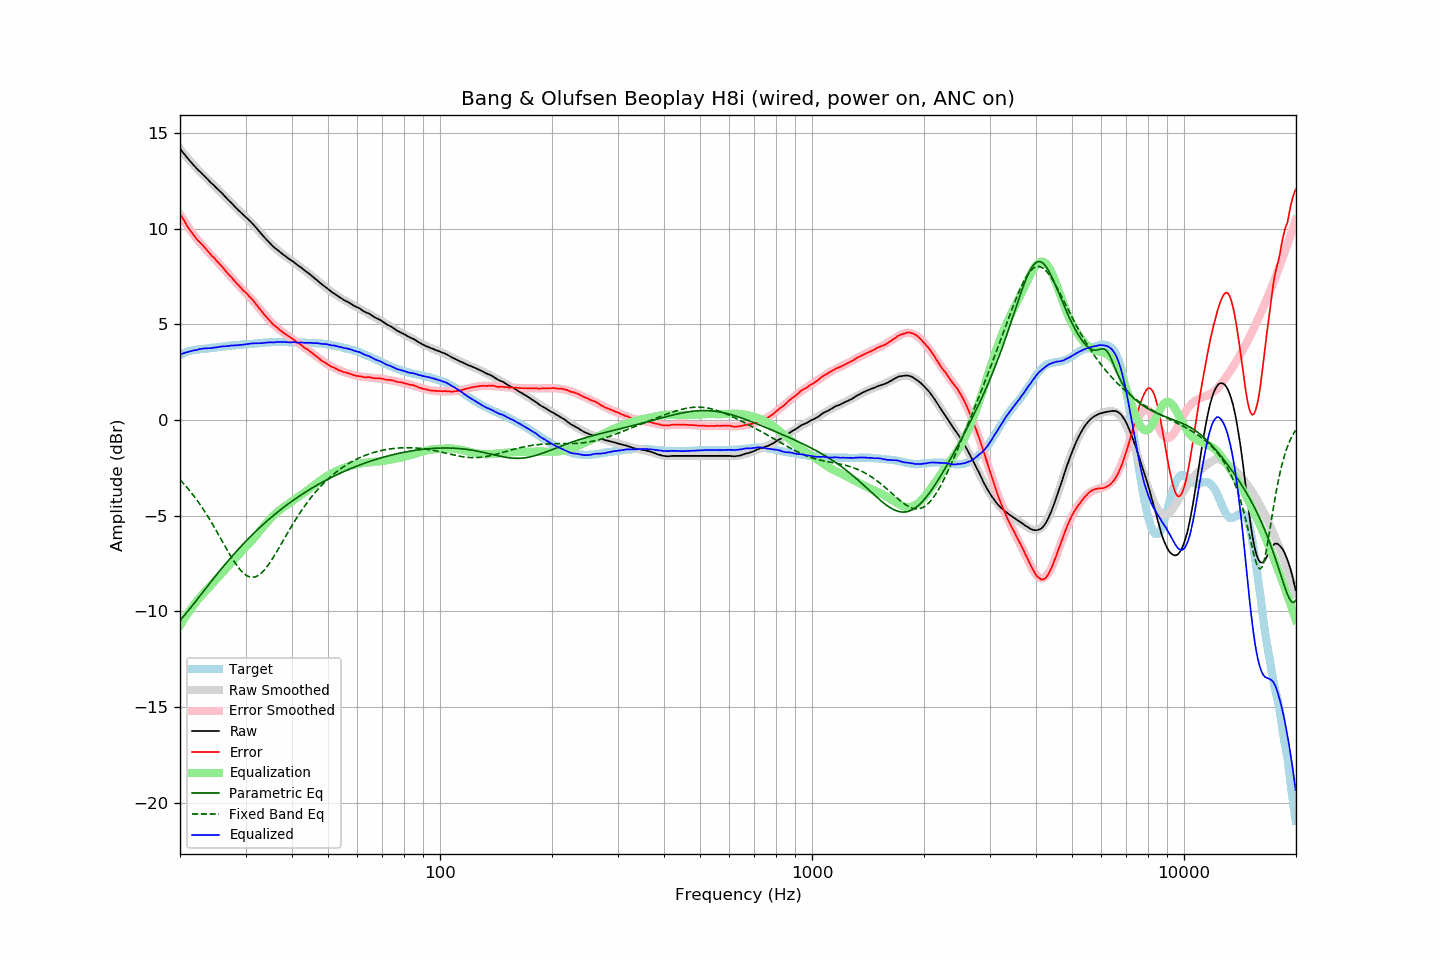 Bang & Olufsen Beoplay H8i (wired, power on, ANC on)
15
10
5
0
−5
−10
−15
−20
Amplitude (dBr)
Target
Raw Smoothed
Error Smoothed
Raw
Error
Equalization
Parametric Eq
Fixed Band Eq
Equalized
100
1000
10000
Frequency (Hz)